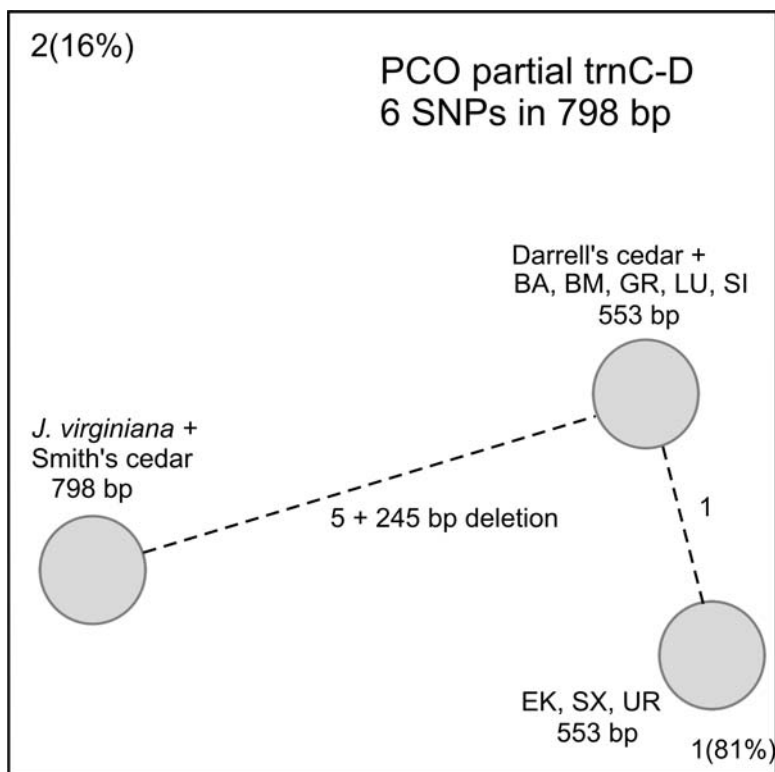 2(16%)
PCO partial trnC-D
6 SNPs in 798 bp
Darrell's cedar +
BA, BM, GR, LU, SI
553 bp
J. virginiana +
Smith's cedar
798 bp
5 + 245 bp deletion
1
EK, SX, UR
553 bp
1(81%)